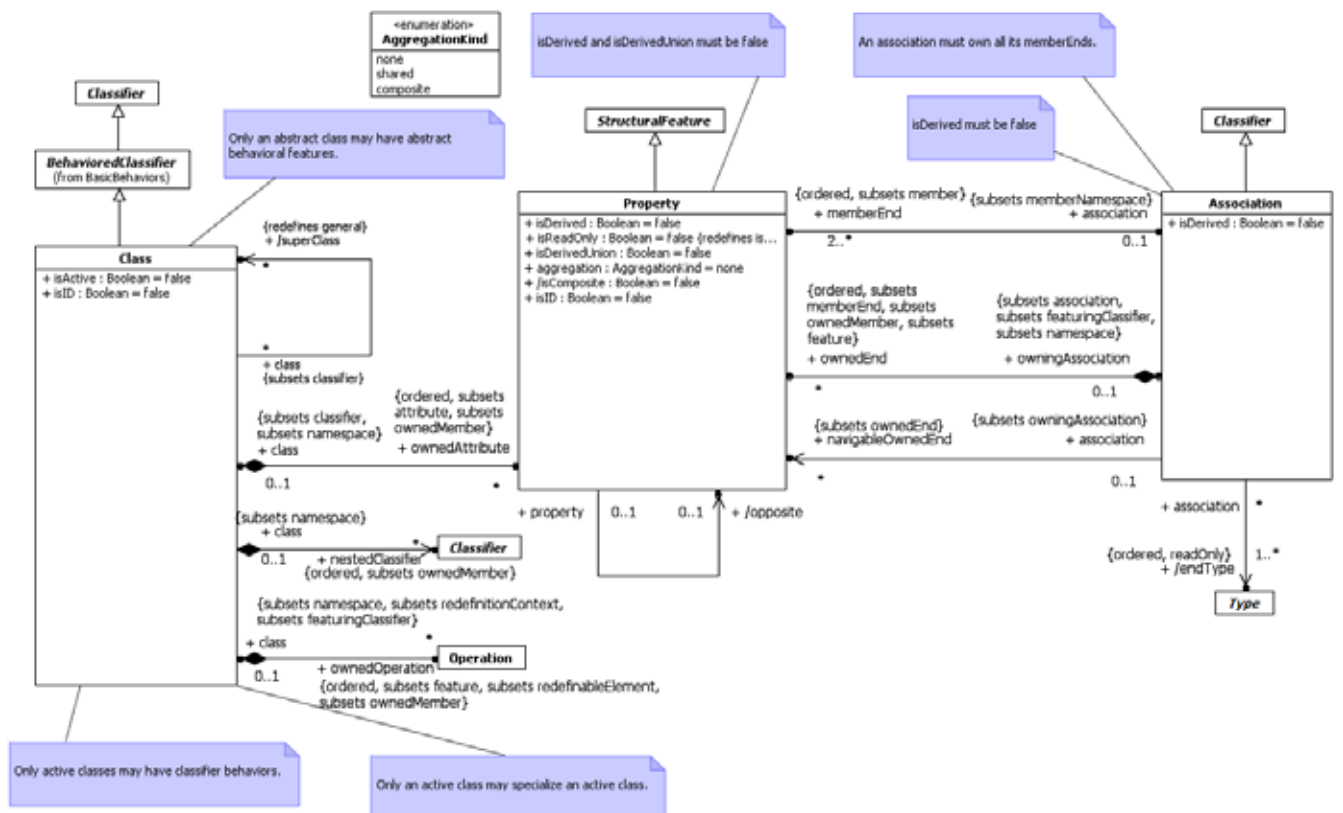 «enumeration»
AggregationKind
none
shared
composite
isDerived and isDerivedUnion must be false
An association must own all its memberEnds.
Classifier
Only an abstract class may have abstract
behavioral features.
StructuralFeature
isDerived must be false
Classifier
BehavioredClassifier
(from BasicBehaviors)
{redefines general}
+ /superClass
*
Class
+ isActive : Boolean = false
+ isID : Boolean = false
*
+ class
{subsets classifier}
Property
+ isDerived : Boolean = false
+ isReadOnly : Boolean = false {redefines is...
+ isDerivedUnion : Boolean = false
+ aggregation : AggregationKind = none
+ /isComposite : Boolean = false
+ isID : Boolean = false
{ordered, subsets member}
+ memberEnd
2..*
{subsets memberNamespace}
+ association
0..1
Association
+ isDerived : Boolean = false
{ordered, subsets
memberEnd, subsets
ownedMember, subsets
feature}
+ ownedEnd
*
{subsets association,
subsets featuringClassifier,
subsets namespace}
+ owningAssociation
0..1
{subsets classifier,
subsets namespace}
+ class
0..1
{ordered, subsets
attribute, subsets
ownedMember}
+ ownedAttribute
*
{subsets ownedEnd}
+ navigableOwnedEnd
*
{subsets owningAssociation}
+ association
0..1
+ property
0..1
0..1
+ /opposite
+ association
*
{ordered, readOnly}
+ /endType
1..*
Type
{subsets namespace}
+ class
0..1
*
+ nestedClassifier
{ordered, subsets ownedMember}
Classifier
{subsets namespace, subsets redefinitionContext,
subsets featuringClassifier}
+ class
0..1
*
+ ownedOperation
{ordered, subsets feature, subsets redefinableElement,
subsets ownedMember}
Operation
Only active classes may have classifier behaviors.
Only an active class may specialize an active class.